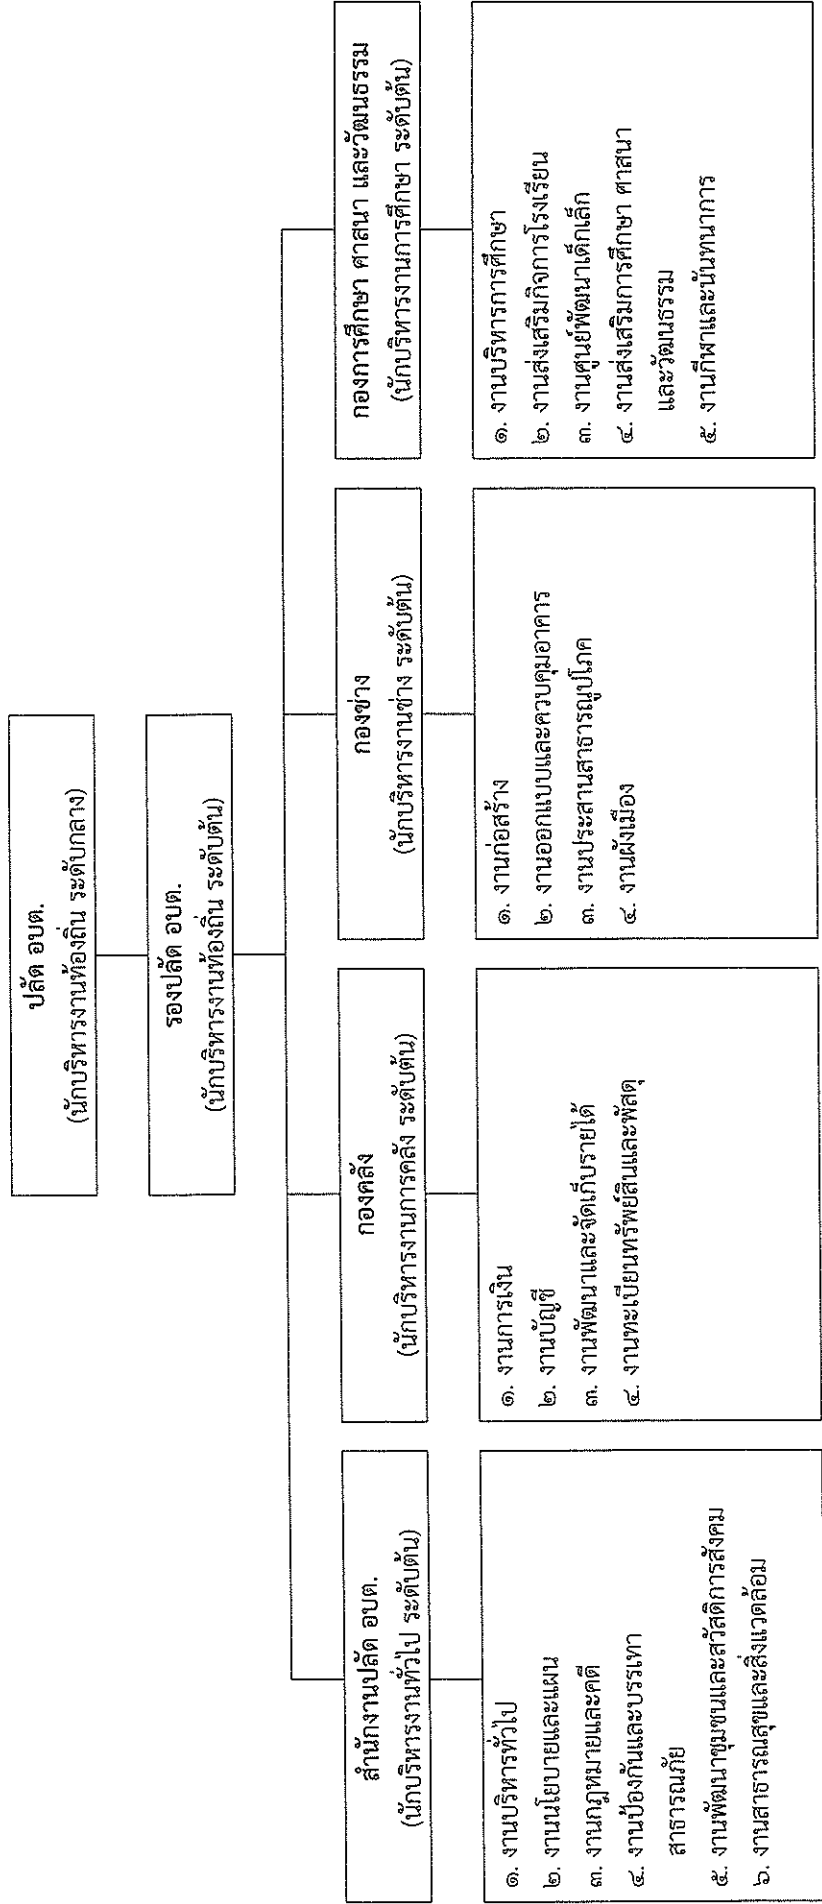 ปลัด อบต.
(นักบริหารงานท้องถิ่น ระดับกลาง)
รองปลัด อบต.
(นักบริหารงานท้องถิ่น ระดับต้น)
สำนักงานปลัด อบต.
(นักบริหารงานทั่วไป ระดับต้น)
๑. งานบริหารทั่วไป
๒. งานนโยบายและแผน
๓. งานกฎหมายและคดี
๔. งานป้องกันและบรรเทา
สาธารณภัย
๕. งานพัฒนาชุมชนและสวัสดิการสังคม
๖. งานสาธารณสุขและสิ่งแวดล้อม
กองคลัง
(นักบริหารงานการคลัง ระดับต้น)
๑. งานการเงิน
๒. งานบัญชี
๓. งานพัฒนาและจัดเก็บรายได้
๔. งานทะเบียนทรัพย์สินและพัสดุ
กองช่าง
(นักบริหารงานช่าง ระดับต้น)
๑. งานก่อสร้าง
๒. งานออกแบบและควบคุมอาคาร
๓. งานประสานสาธารณูปโภค
๔. งานผังเมือง
กองการศึกษา ศาสนา และวัฒนธรรม
(นักบริหารงานการศึกษา ระดับต้น)
๑. งานบริหารการศึกษา
๒. งานส่งเสริมกิจการโรงเรียน
๓. งานศูนย์พัฒนาเด็กเล็ก
๔. งานส่งเสริมการศึกษา ศาสนา
และวัฒนธรรม
๕. งานกีฬาและนันทนาการ